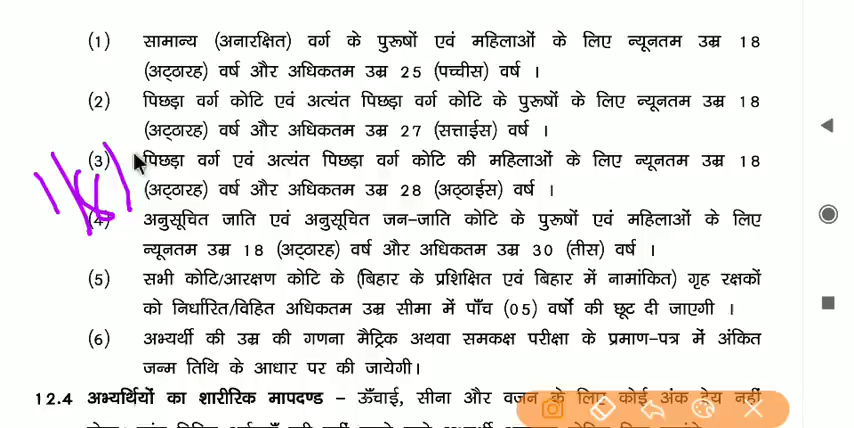 (1) सामान्य (अनारक्षित) वर्ग के पुरूषों एवं महिलाओं के लिए न्यूनतम उम्र 18
(अट्ठारह) वर्ष और अधिकतम उम्र 25 (पच्चीस) वर्ष ।
(2) पिछड़ा वर्ग कोटि एवं अत्यंत पिछड़ा वर्ग कोटि के पुरूषों के लिए न्यूनतम उम्र 18
(अट्ठारह) वर्ष और अधिकतम उम्र 27 (सत्ताईस) वर्ष ।
(3) पिछड़ा वर्ग एवं अत्यंत पिछड़ा वर्ग कोटि की महिलाओं के लिए न्यूनतम उम्र 18
(अट्ठारह) वर्ष और अधिकतम उम्र 28 (अठ्ठाईस) वर्ष ।
(4) अनुसूचित जाति एवं अनुसूचित जन-जाति कोटि के पुरूषों एवं महिलाओं के लिए
न्यूनतम उम्र 18 (अट्ठारह) वर्ष और अधिकतम उम्र 30 (तीस) वर्ष ।
(5) सभी कोटि/आरक्षण कोटि के (बिहार के प्रशिक्षित एवं बिहार में नामांकित) गृह रक्षकों
को निर्धारित/विहित अधिकतम उम्र सीमा में पाँच (05) वर्षों की छूट दी जाएगी ।
(6) अभ्यर्थी की उम्र की गणना मैट्रिक अथवा समकक्ष परीक्षा के प्रमाण-पत्र में अंकित
जन्म तिथि के आधार पर की जायेगी।
12.4 अभ्यर्थियों का शारीरिक मापदण्ड – ऊँचाई, सीना और वजन के लिए कोई अंक देय नहीं